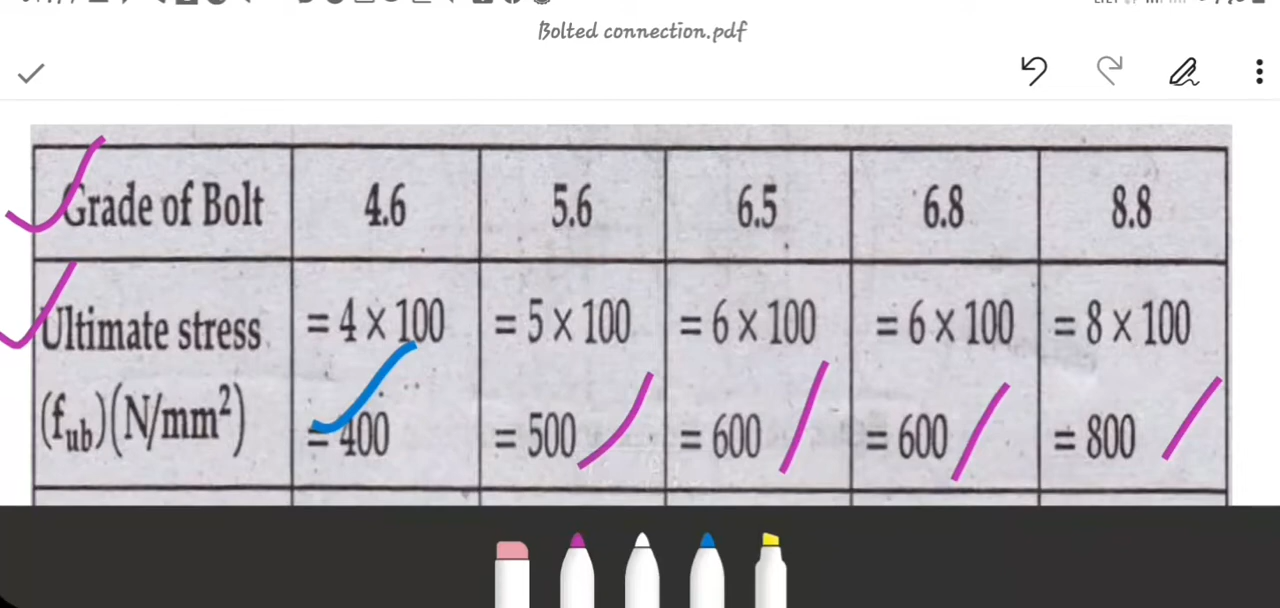 Bolted connection.pdf
Grade of Bolt 4.6 5.6 6.5 6.8 8.8
Ultimate stress = 4 × 100 = 5 × 100 = 6 × 100 = 6 × 100 = 8 × 100
(f_ub)(N/mm²) = 400 = 500 = 600 = 600 = 800